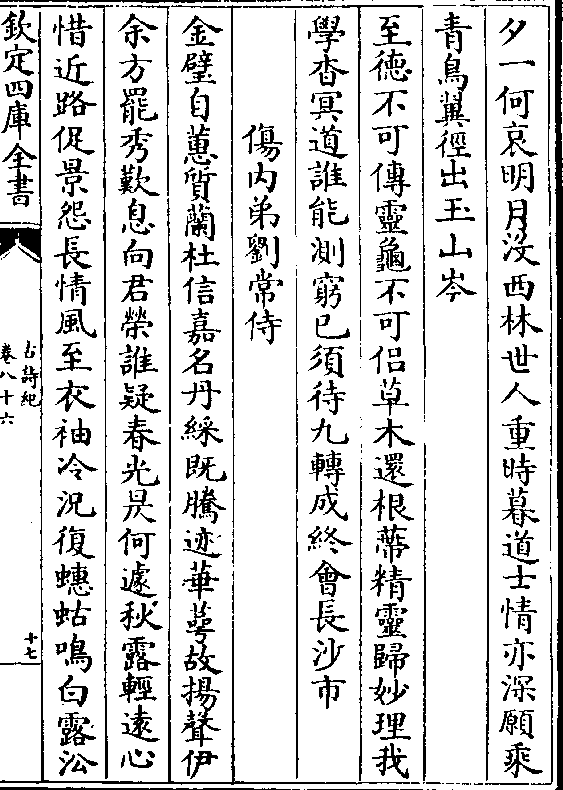 夕一何哀明月没西林世人重時暮道士情亦深願乘
青鳥翼徑出玉山岑
至德不可傳靈龜不可侣草木還根蔕精靈歸妙理我
學杳冥道誰能測窮已須待九轉成終會長沙市
傷内弟劉常侍
金璧自蕙質蘭杜信嘉名丹綵既騰迹華蕚故揚聲伊
余方罷秀歎息向君榮誰疑春光昃何遽秋露輕遠心
惜近路促景怨長情風至衣袖冷況復蟪蛄鳴白露沿
欽定四庫全書
古詩紀
卷八十六
十七